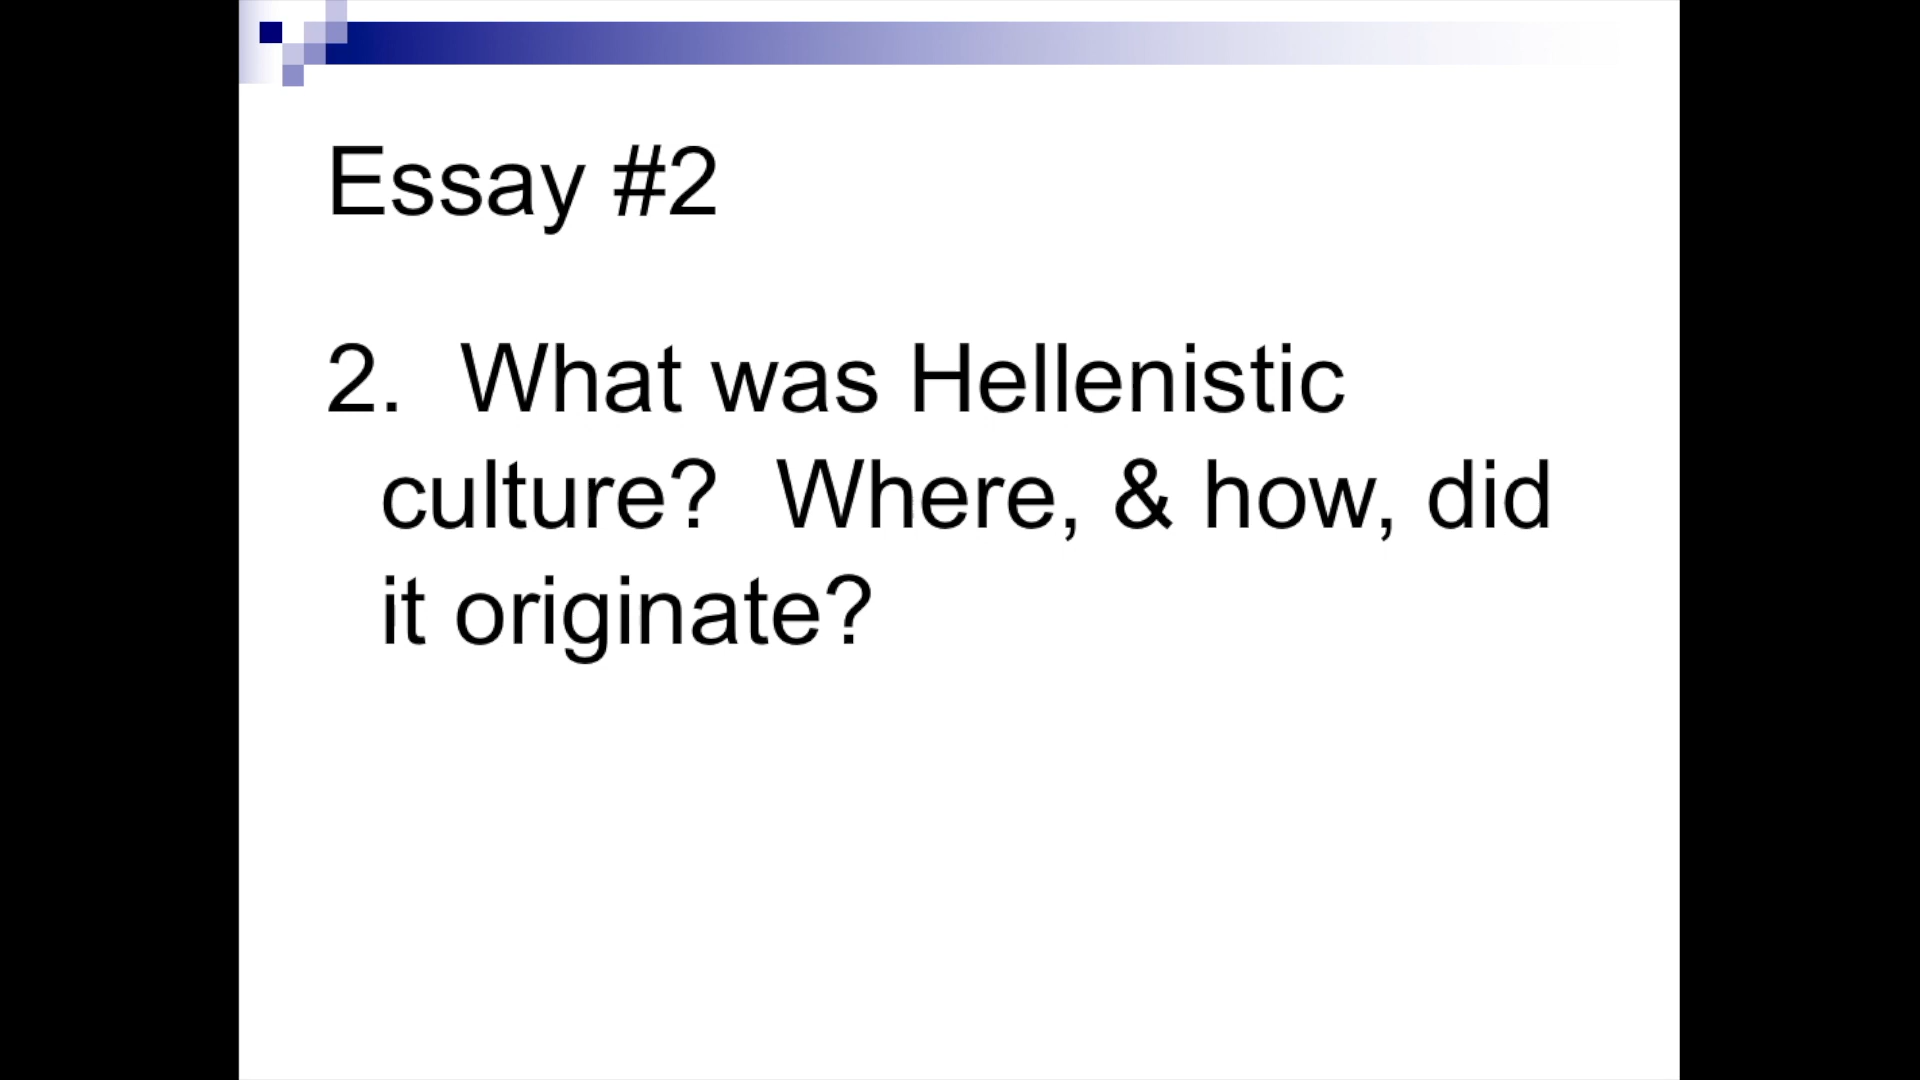 Essay #2
2. What was Hellenistic
culture? Where, & how, did
it originate?